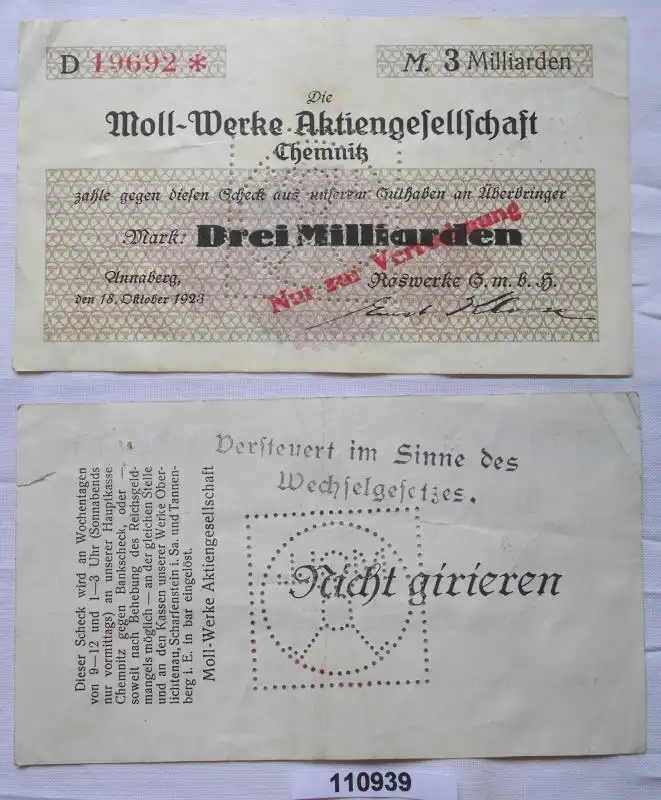 D 19692 *
M. 3 Milliarden
Die
Moll-Werke Aktiengesellschaft
Chemnitz
zahle gegen diesen Scheck aus unserem Guthaben an Überbringer
Mark: Drei Milliarden
Nur zur Verrechnung
Annaberg,
den 18. Oktober 1923
Röswerke G. m. b. H.
Versteuert im Sinne des
Wechselgesetzes.
Nicht girieren
Dieser Scheck wird an Wochentagen
von 9—12 und 1—3 Uhr (Sonnabends
nur vormittags) an unserer Hauptkasse
Chemnitz gegen Bankscheck, oder —
soweit nach Behebung des Reichsgeld-
mangels möglich — an der gleichen Stelle
und an den Kassen unserer Werke Ober-
lichtenau, Scharfenstein i. Sa. und Tannen-
berg i. E. in bar eingelöst.
Moll-Werke Aktiengesellschaft
110939